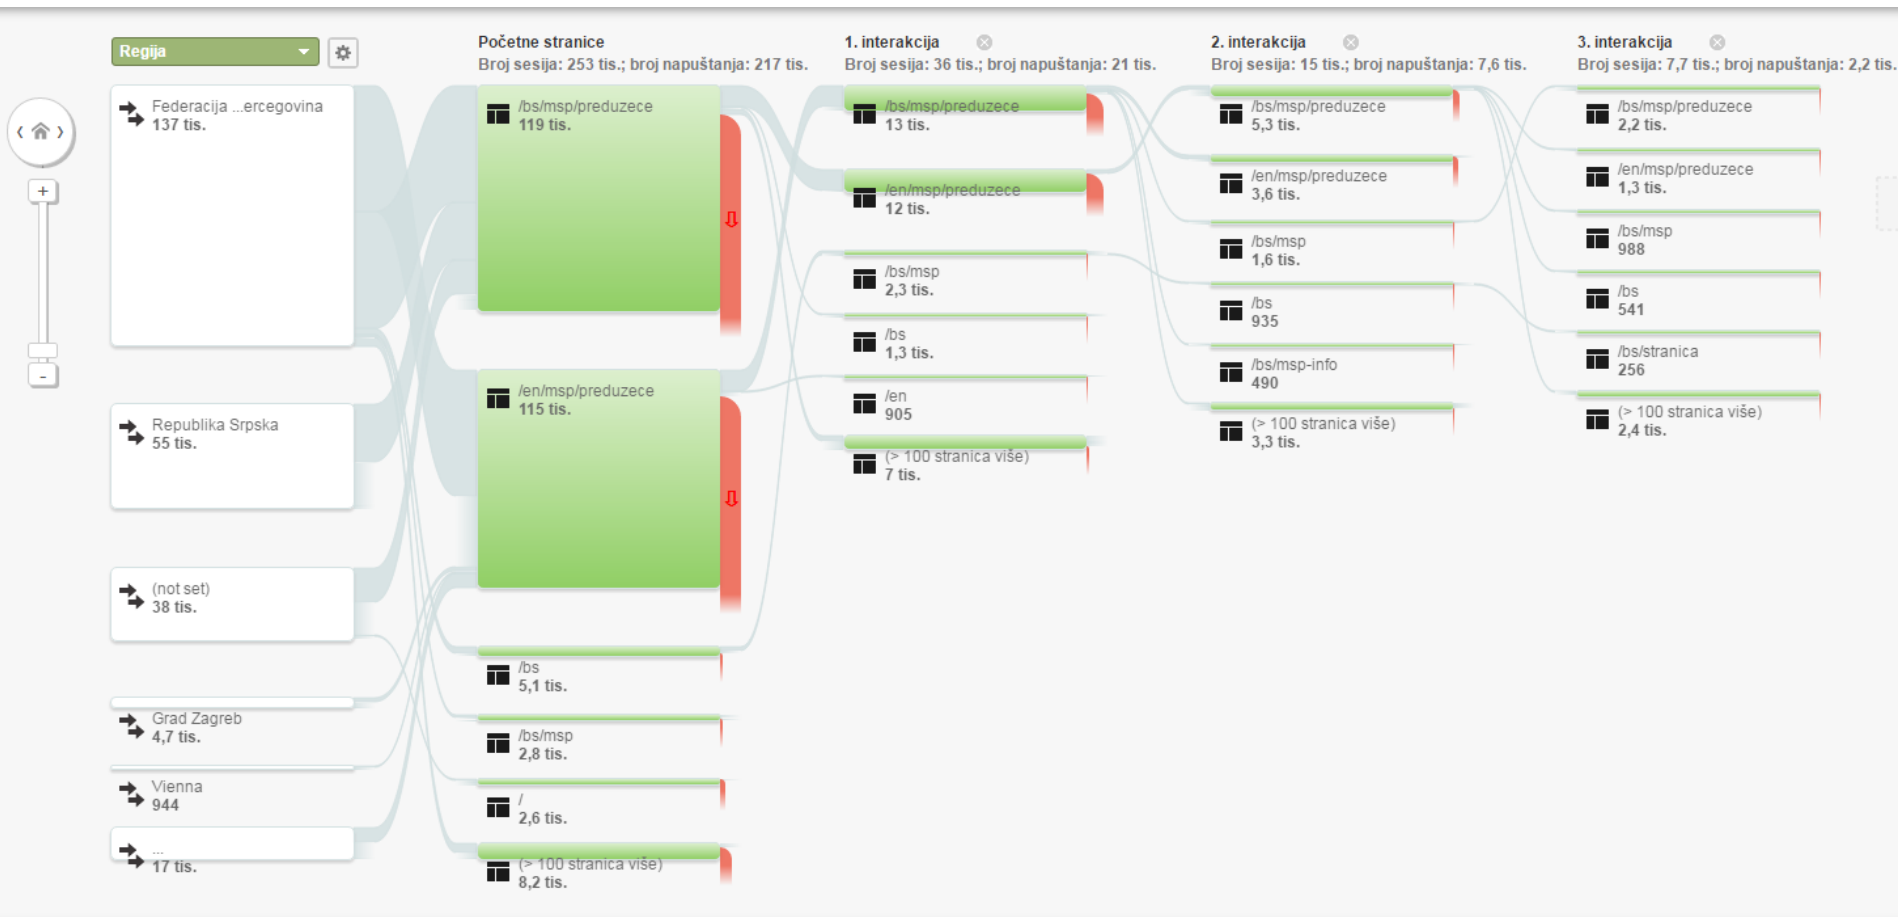 Regija
Početne stranice
Broj sesija: 253 tis.; broj napuštanja: 217 tis.
1. interakcija
Broj sesija: 36 tis.; broj napuštanja: 21 tis.
2. interakcija
Broj sesija: 15 tis.; broj napuštanja: 7,6 tis.
3. interakcija
Broj sesija: 7,7 tis.; broj napuštanja: 2,2 tis.
+
-
Federacija ...ercegovina
137 tis.
Republika Srpska
55 tis.
(not set)
38 tis.
Grad Zagreb
4,7 tis.
Vienna
944
...
17 tis.
/bs/msp/preduzece
119 tis.
/en/msp/preduzece
115 tis.
/bs
5,1 tis.
/bs/msp
2,8 tis.
/
2,6 tis.
(> 100 stranica više)
8,2 tis.
/bs/msp/preduzece
13 tis.
/en/msp/preduzece
12 tis.
/bs/msp
2,3 tis.
/bs
1,3 tis.
/en
905
(> 100 stranica više)
7 tis.
/bs/msp/preduzece
5,3 tis.
/en/msp/preduzece
3,6 tis.
/bs/msp
1,6 tis.
/bs
935
/bs/msp-info
490
(> 100 stranica više)
3,3 tis.
/bs/msp/preduzece
2,2 tis.
/en/msp/preduzece
1,3 tis.
/bs/msp
988
/bs
541
/bs/stranica
256
(> 100 stranica više)
2,4 tis.